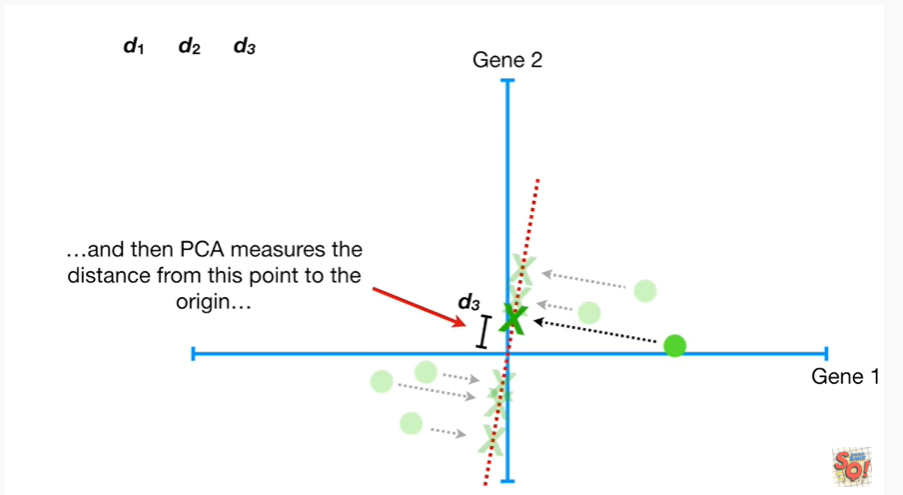 d1 d2 d3
Gene 2
…and then PCA measures the
distance from this point to the
origin…
d3
Gene 1
SQ!